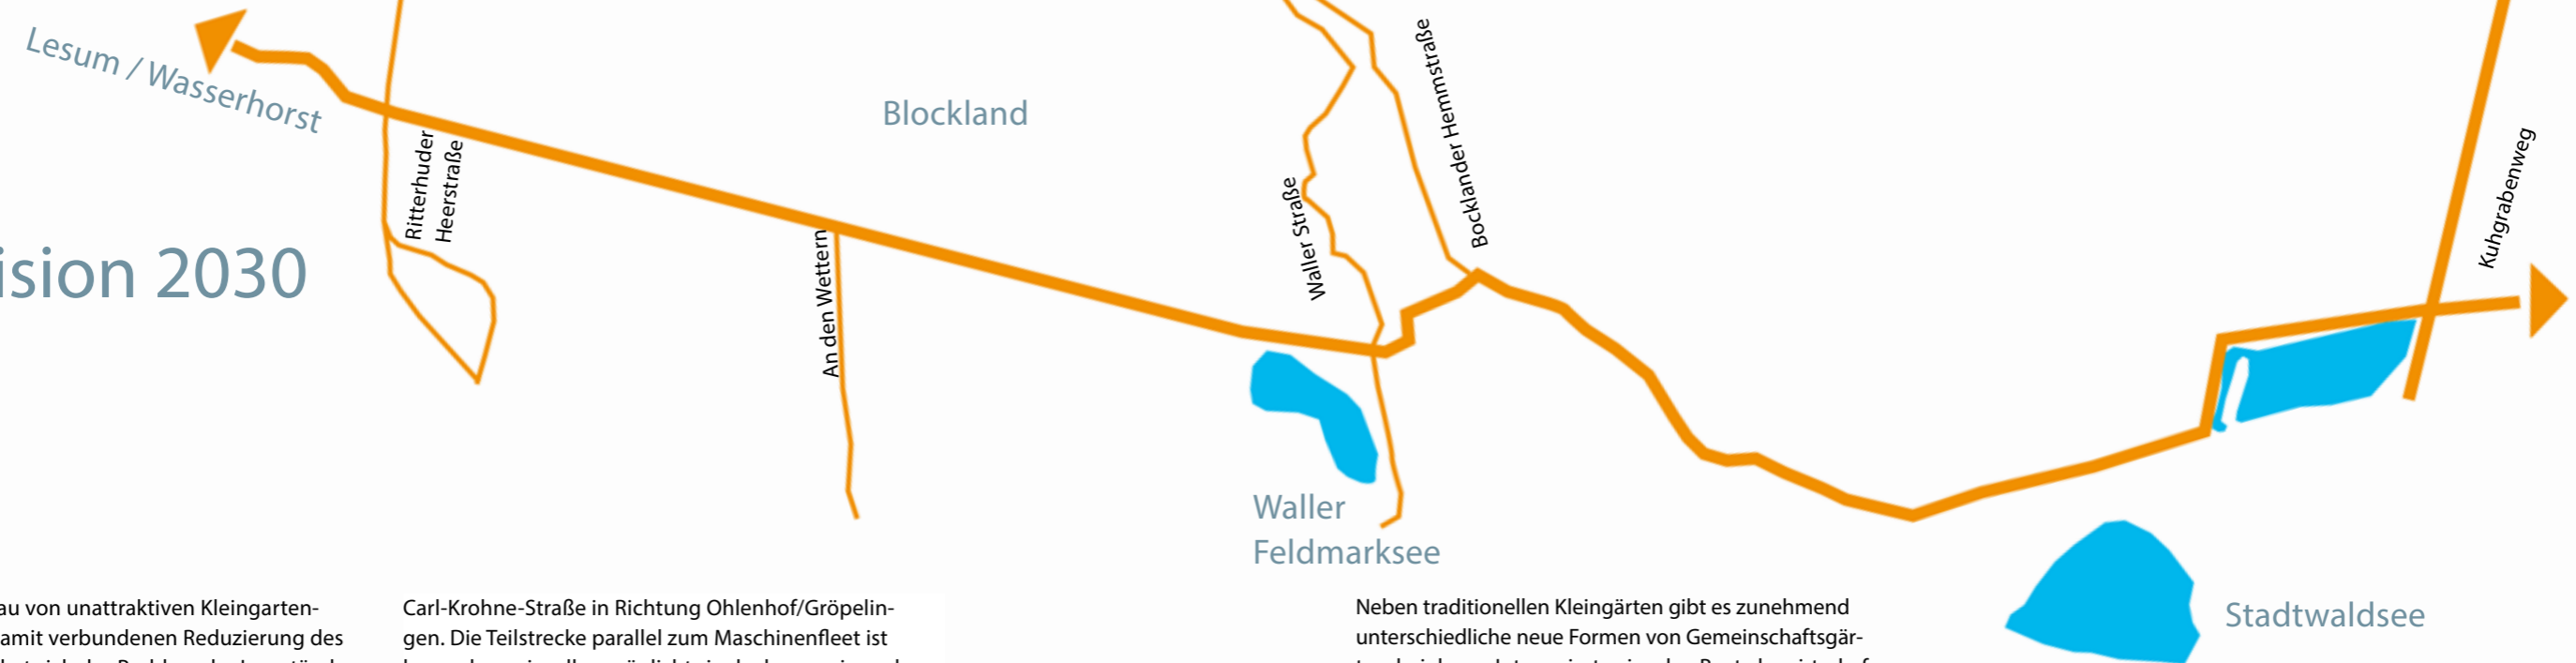 Lesum / Wasserhorst
Blockland
Ritterhuder
Heerstraße
An den Wettern
Waller Straße
Bocklander Hemmstraße
Kuhgrabenweg
ision 2030
Waller
Feldmarksee
Stadtwaldsee
au von unattraktiven Kleingarten-
amit verbundenen Reduzierung des
Carl-Krohne-Straße in Richtung Ohlenhof/Gröpelin-
gen. Die Teilstrecke parallel zum Maschinenfleet ist
Neben traditionellen Kleingärten gibt es zunehmend
unterschiedliche neue Formen von Gemeinschaftsgär-